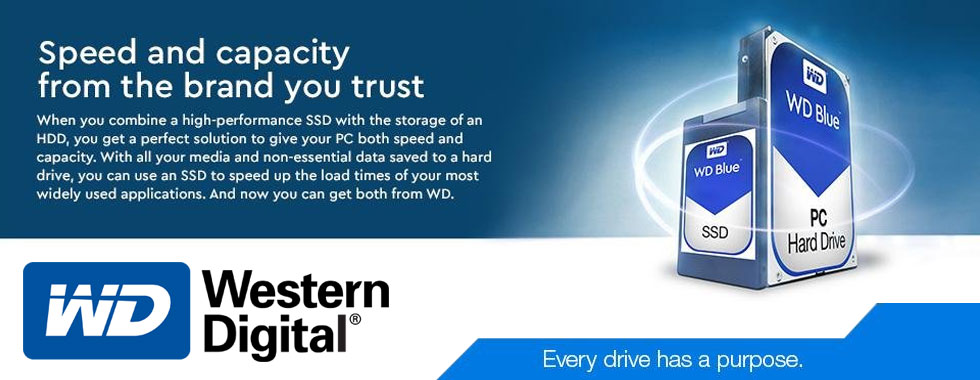 Speed and capacity
from the brand you trust
When you combine a high-performance SSD with the storage of an
HDD, you get a perfect solution to give your PC both speed and
capacity. With all your media and non-essential data saved to a hard
drive, you can use an SSD to speed up the load times of your most
widely used applications. And now you can get both from WD.
WD
WD Blue™
PC
Hard Drive
WD
WD Blue™
SSD
WD
Western
Digital®
Every drive has a purpose.